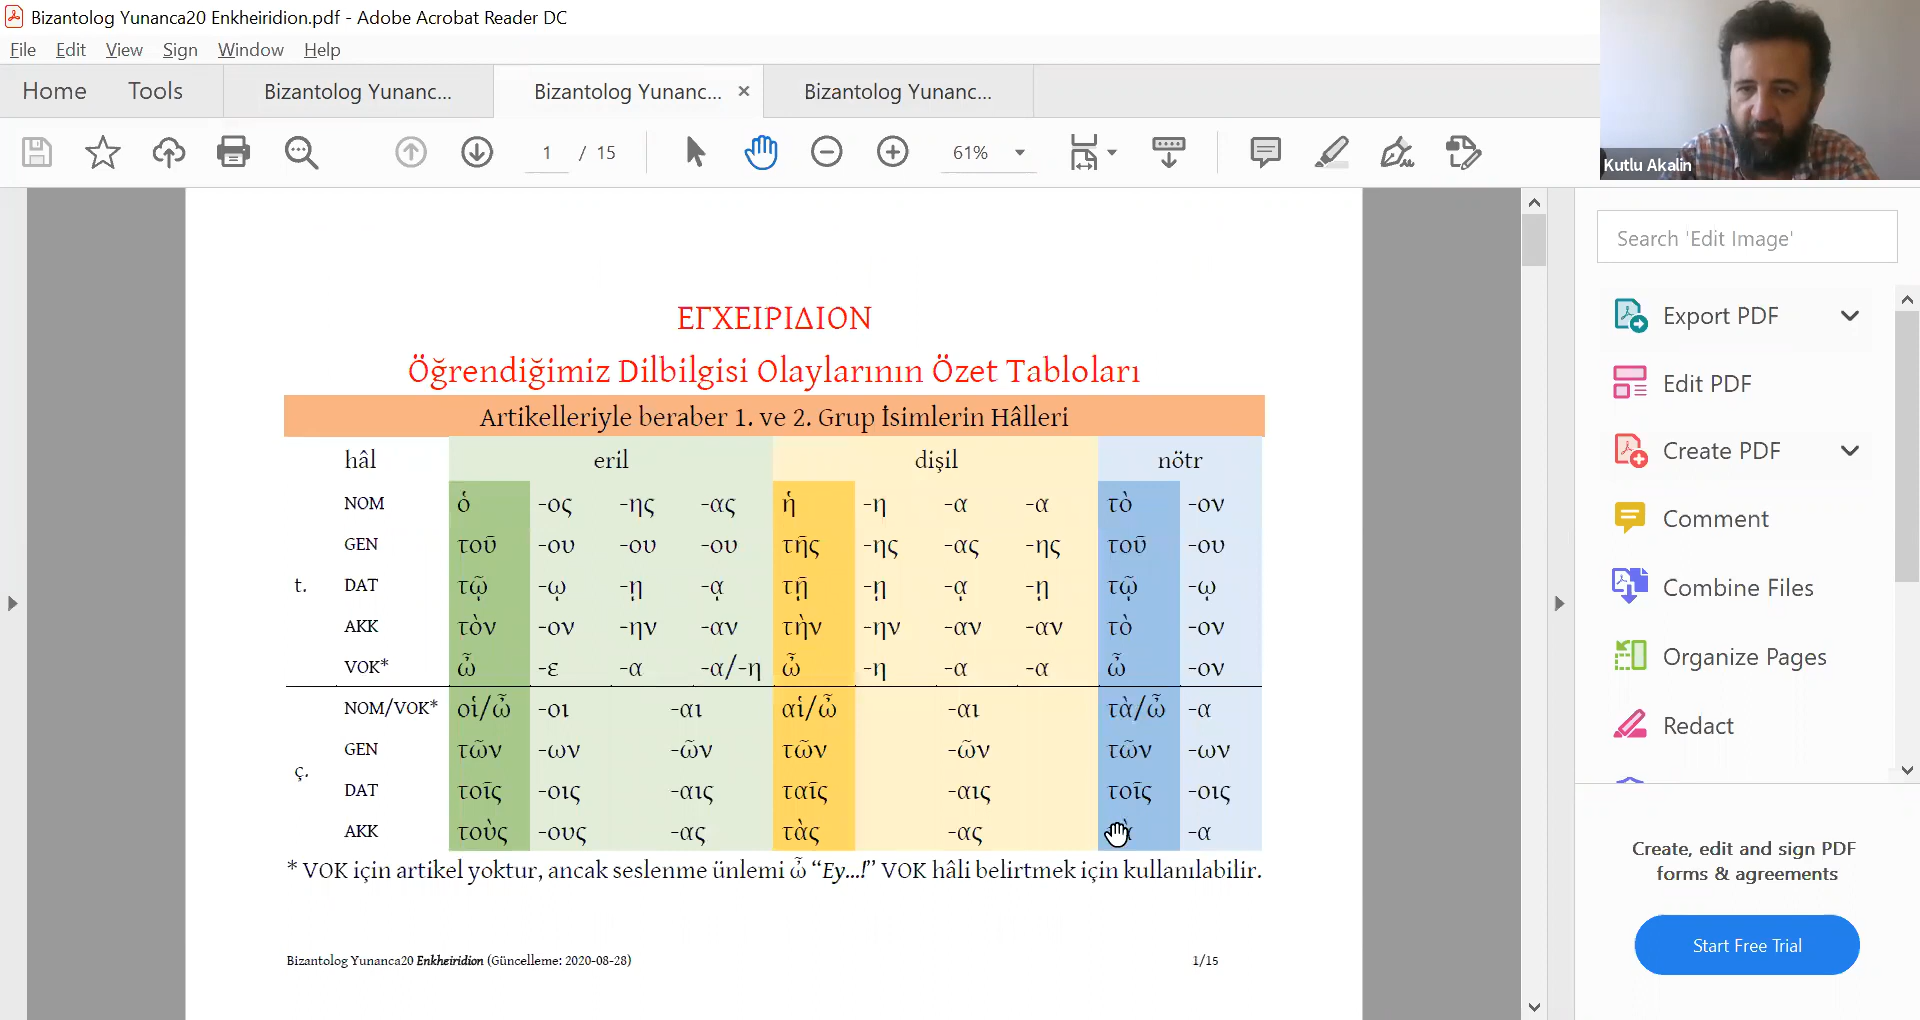 Bizantolog Yunanca20 Enkheiridion.pdf - Adobe Acrobat Reader DC
File Edit View Sign Window Help
Home Tools Bizantolog Yunanc... Bizantolog Yunanc... × Bizantolog Yunanc...
1 / 15 61%
Kutlu Akalin
Search 'Edit Image'
Export PDF
Edit PDF
Create PDF
Comment
Combine Files
Organize Pages
Redact
Create, edit and sign PDF
forms & agreements
Start Free Trial
ΕΓΧΕΙΡΙΔΙΟΝ
Öğrendiğimiz Dilbilgisi Olaylarının Özet Tabloları
Artikelleriyle beraber 1. ve 2. Grup İsimlerin Hâlleri
hâl eril dişil nötr
NOM ὁ -ος -ης -ας ἡ -η -α -α τὸ -ον
GEN τοῦ -ου -ου -ου τῆς -ης -ας -ης τοῦ -ου
t. DAT τῷ -ῳ -ῃ -ᾳ τῇ -ῃ -ᾳ -ῃ τῷ -ῳ
AKK τὸν -ον -ην -αν τὴν -ην -αν -αν τὸ -ον
VOK* ὦ -ε -α -α/-η ὦ -η -α -α ὦ -ον
NOM/VOK* οἱ/ὦ -οι -αι αἱ/ὦ -αι τὰ/ὦ -α
GEN τῶν -ων -ῶν τῶν -ῶν τῶν -ων
ç. DAT τοῖς -οις -αις ταῖς -αις τοῖς -οις
AKK τοὺς -ους -ας τὰς -ας -α
* VOK için artikel yoktur, ancak seslenme ünlemi ὦ “Ey...!” VOK hâli belirtmek için kullanılabilir.
Bizantolog Yunanca20 Enkheiridion (Güncelleme: 2020-08-28) 1/15